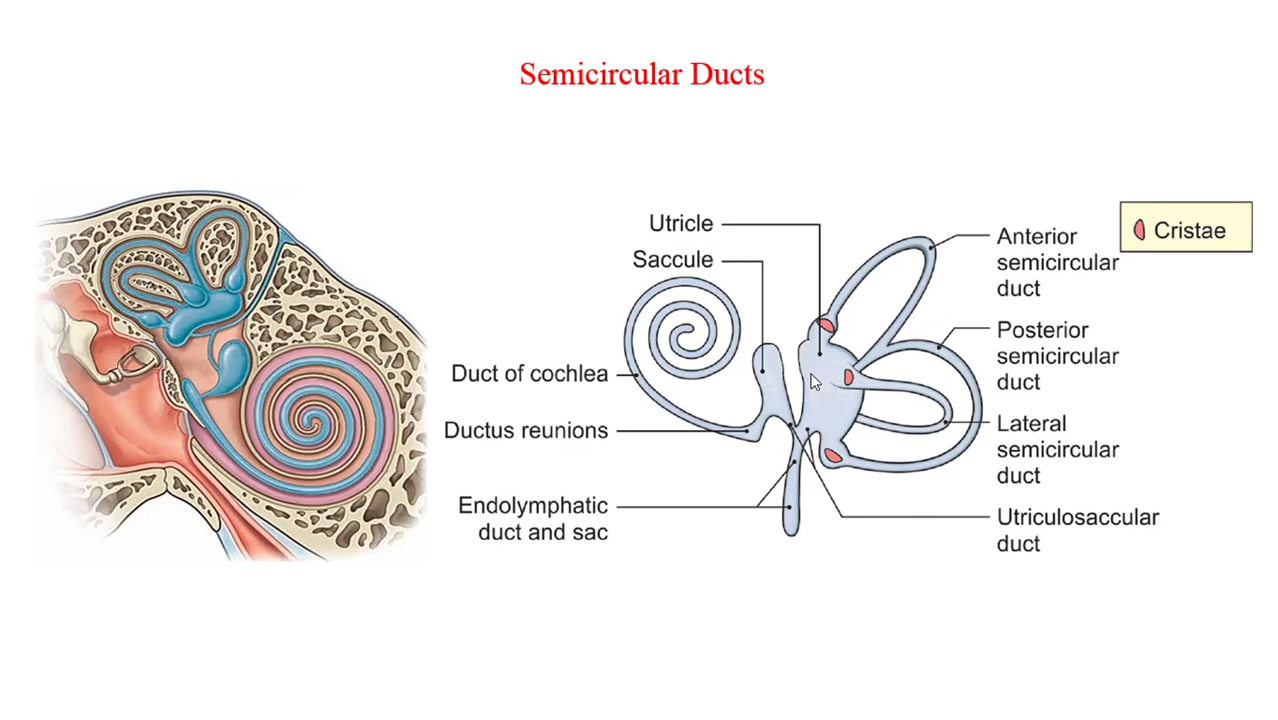 Semicircular Ducts
Utricle
Saccule
Duct of cochlea
Ductus reunions
Endolymphatic
duct and sac
Anterior
semicircular
duct
Posterior
semicircular
duct
Lateral
semicircular
duct
Utriculosaccular
duct
Cristae